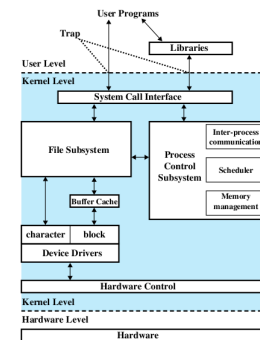 User Programs
Trap
Libraries
User Level
Kernel Level
System Call Interface
File Subsystem
Process
Control
Subsystem
Inter-process
communication
Scheduler
Memory
management
Buffer Cache
character
block
Device Drivers
Hardware Control
Kernel Level
Hardware Level
Hardware